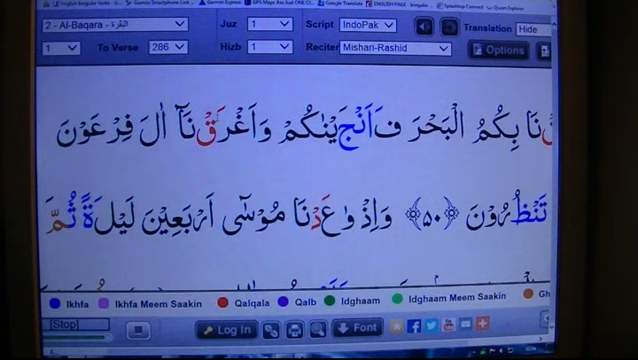 2 - Al-Baqara - البقرة Juz 1 Script IndoPak Translation Hide
1 To Verse 286 Hizb 1 Reciter Mishari-Rashid Options
نَا بِكُمُ الْبَحْرَ فَاَنْجَيْنٰكُمْ وَاَغْرَقْنَآ اٰلَ فِرْعَوْنَ
تَنْظُرُوْنَ ﴿۵۰﴾ وَاِذْ وٰعَدْنَا مُوْسٰٓى اَرْبَعِيْنَ لَيْلَةً ثُمَّ
Ikhfa Ikhfa Meem Saakin Qalqala Qalb Idghaam Idghaam Meem Saakin Gh
[Stop] Log In Font